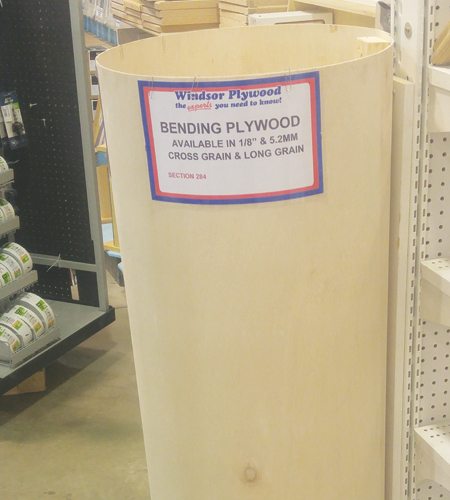 Windsor Plywood
the experts you need to know!
BENDING PLYWOOD
AVAILABLE IN 1/8" & 5.2MM
CROSS GRAIN & LONG GRAIN
SECTION 284